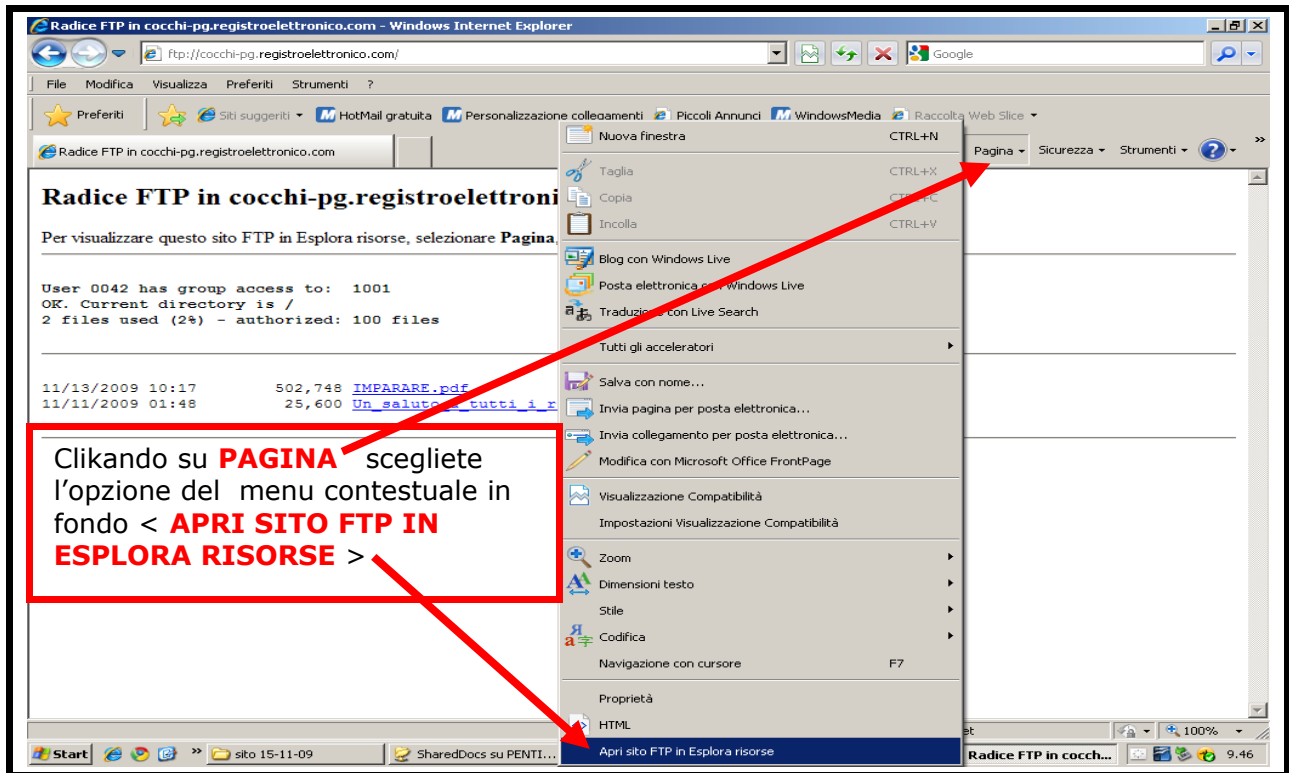 Radice FTP in cocchi-pg.registroelettronico.com - Windows Internet Explorer
ftp://cocchi-pg.registroelettronico.com/
Google
File Modifica Visualizza Preferiti Strumenti ?
Preferiti Siti suggeriti HotMail gratuita Personalizzazione collegamenti Piccoli Annunci WindowsMedia Raccolta Web Slice
Radice FTP in cocchi-pg.registroelettronico.com
Pagina Sicurezza Strumenti »
Radice FTP in cocchi-pg.registroelettroni
Per visualizzare questo sito FTP in Esplora risorse, selezionare Pagina,
User 0042 has group access to: 1001
OK. Current directory is /
2 files used (2%) - authorized: 100 files
11/13/2009 10:17 502,748 IMPARARE.pdf
11/11/2009 01:48 25,600 Un_saluto_a_tutti_i_r
Clikando su PAGINA scegliete
l'opzione del menu contestuale in
fondo < APRI SITO FTP IN
ESPLORA RISORSE >
Nuova finestra CTRL+N
Taglia CTRL+X
Copia CTRL+C
Incolla CTRL+V
Blog con Windows Live
Posta elettronica con Windows Live
Traduzione con Live Search
Tutti gli acceleratori
Salva con nome...
Invia pagina per posta elettronica...
Invia collegamento per posta elettronica...
Modifica con Microsoft Office FrontPage
Visualizzazione Compatibilità
Impostazioni Visualizzazione Compatibilità
Zoom
Dimensioni testo
Stile
Codifica
Navigazione con cursore F7
Proprietà
HTML
Apri sito FTP in Esplora risorse
et 100%
Start » sito 15-11-09 SharedDocs su PENTI... Radice FTP in cocch... 9.46